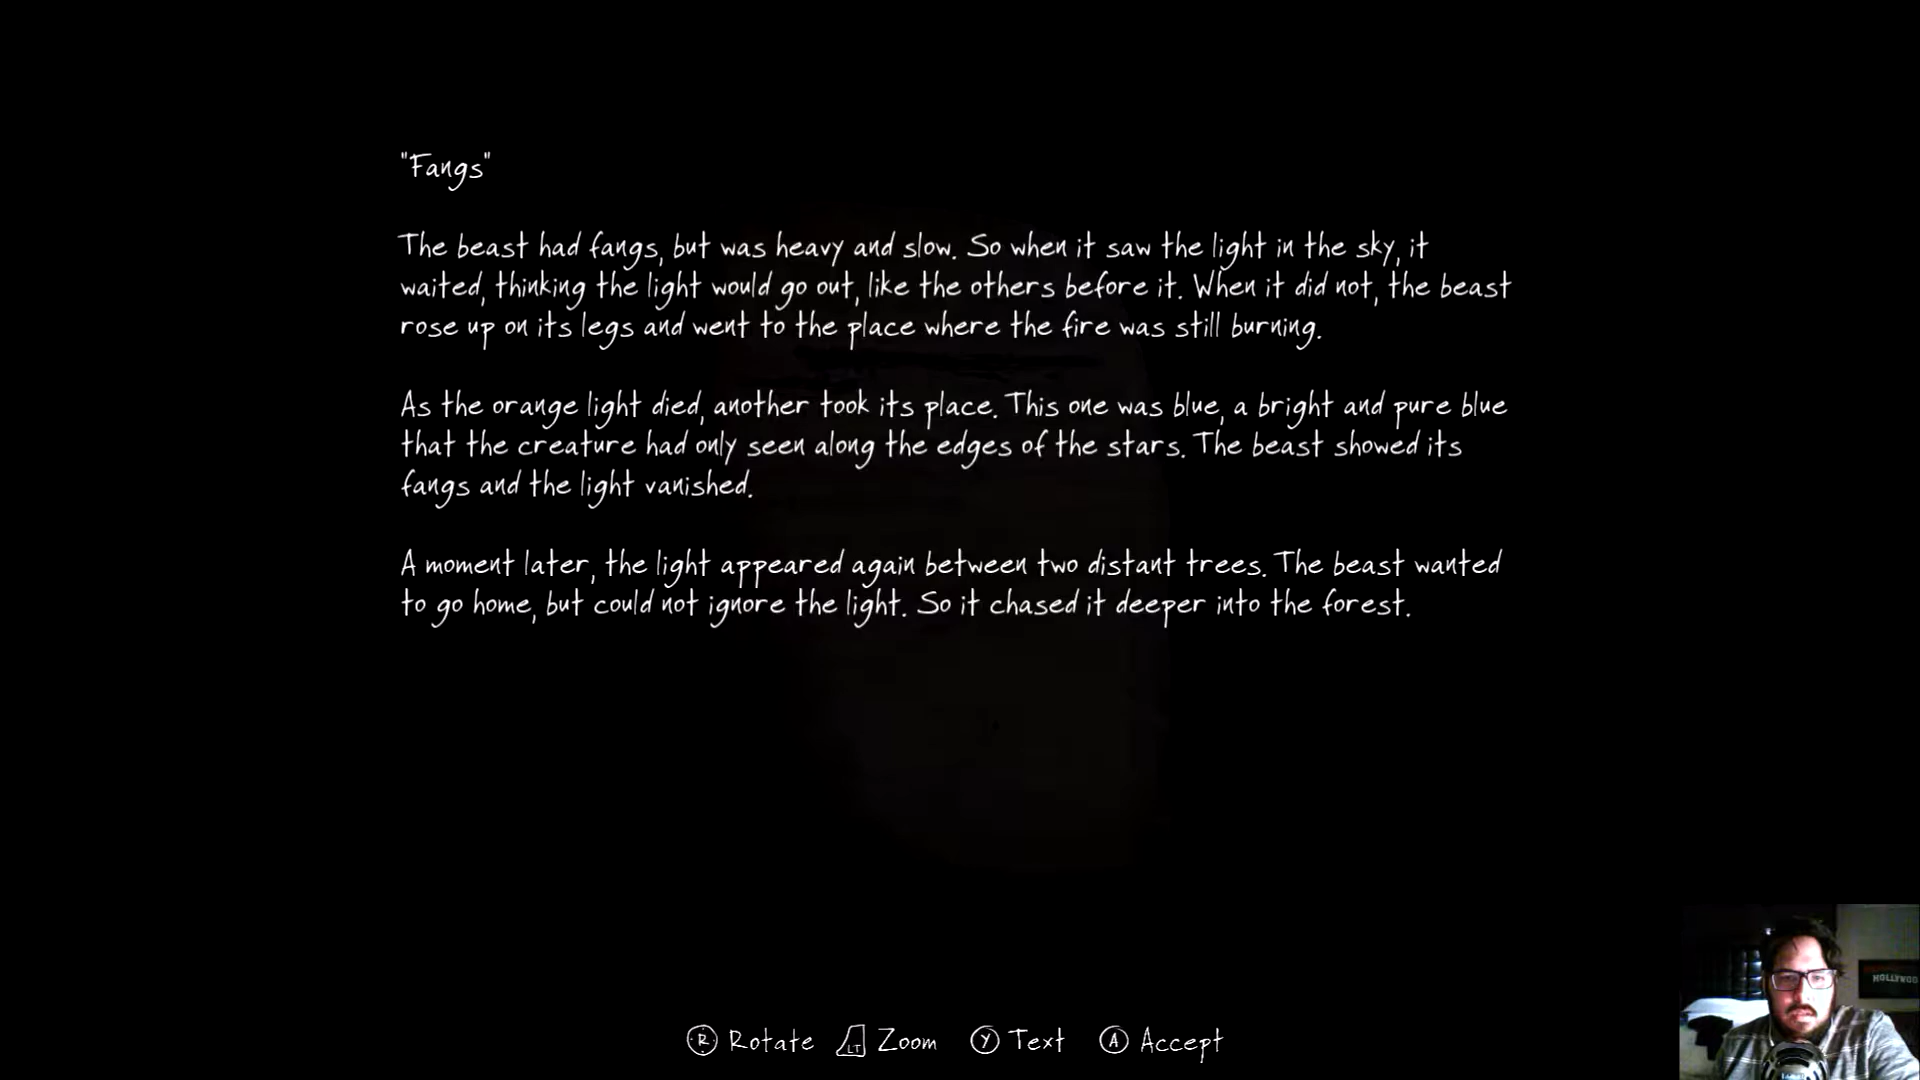 "Fangs"
The beast had fangs, but was heavy and slow. So when it saw the light in the sky, it
waited, thinking the light would go out, like the others before it. When it did not, the beast
rose up on its legs and went to the place where the fire was still burning.
As the orange light died, another took its place. This one was blue, a bright and pure blue
that the creature had only seen along the edges of the stars. The beast showed its
fangs and the light vanished.
A moment later, the light appeared again between two distant trees. The beast wanted
to go home, but could not ignore the light. So it chased it deeper into the forest.
HOLLYWOO
R Rotate LT Zoom Y Text A Accept